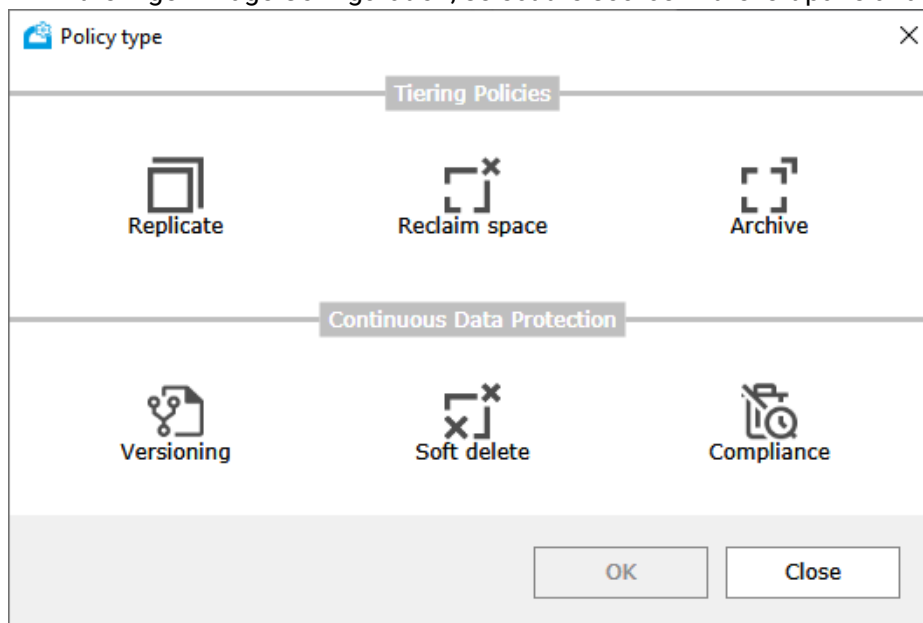 Policy type
Tiering Policies
Replicate Reclaim space Archive
Continuous Data Protection
Versioning Soft delete Compliance
OK Close